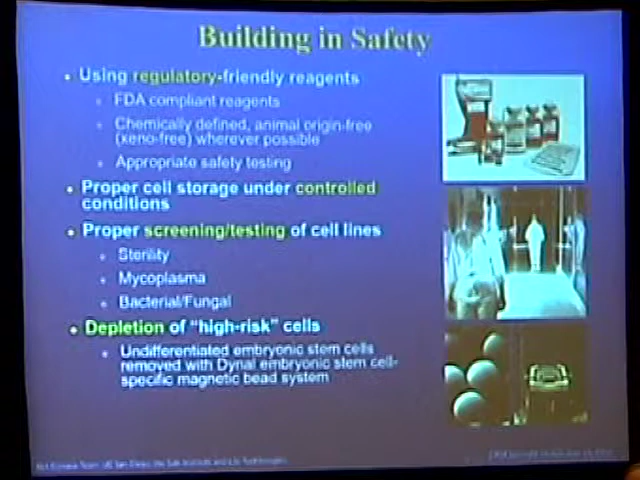 Building in Safety
• Using regulatory-friendly reagents
• FDA compliant reagents
• Chemically defined, animal origin-free
(xeno-free) wherever possible
• Appropriate safety testing
• Proper cell storage under controlled
conditions
• Proper screening/testing of cell lines
• Sterility
• Mycoplasma
• Bacterial/Fungal
• Depletion of "high-risk" cells
• Undifferentiated embryonic stem cells
removed with Dynal embryonic stem cell-
specific magnetic bead system